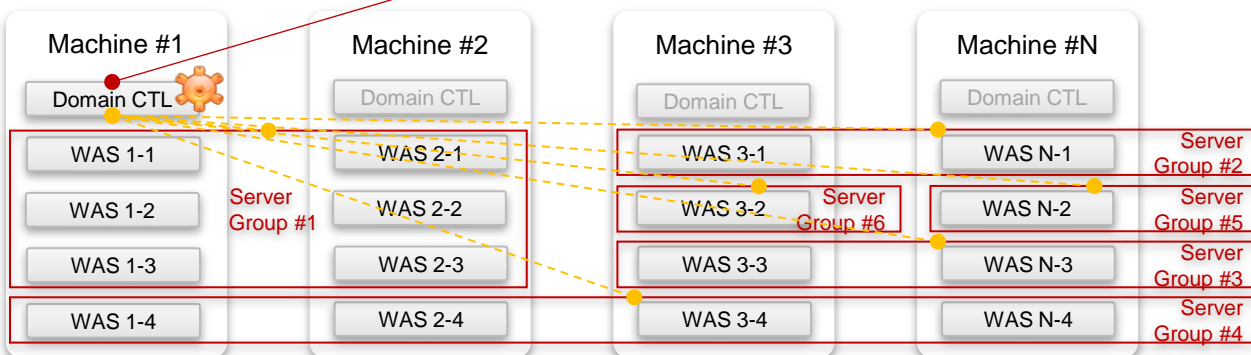 Machine #1
Machine #2
Machine #3
Machine #N
Domain CTL
Domain CTL
Domain CTL
Domain CTL
WAS 1-1
WAS 2-1
WAS 3-1
WAS N-1
Server
Group #2
WAS 1-2
Server
Group #1
WAS 2-2
WAS 3-2
Server
Group #6
WAS N-2
Server
Group #5
WAS 1-3
WAS 2-3
WAS 3-3
WAS N-3
Server
Group #3
WAS 1-4
WAS 2-4
WAS 3-4
WAS N-4
Server
Group #4